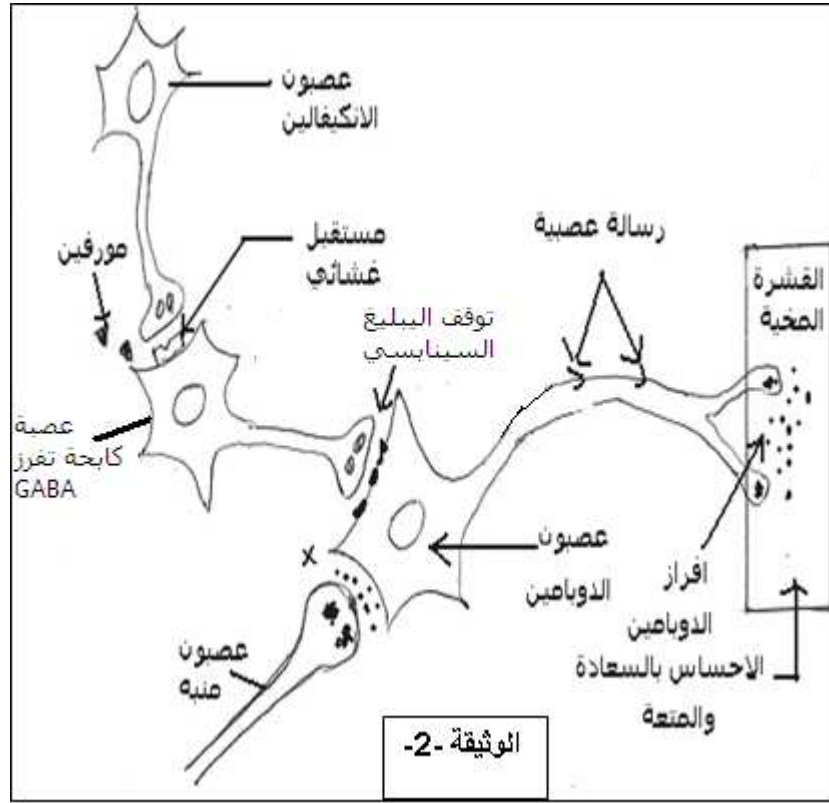 عصبون
الانكيفالين
مورفين
مستقبل
غشائي
رسالة عصبية
القشرة
المخية
توقف اليبليغ
السينابسي
عصبة
كابحة تفرز
GABA
X
عصبون
الدوبامين
افراز
الدوبامين
الاحساس بالسعادة
والمتعة
عصبون
منبه
الوثيقة -2-